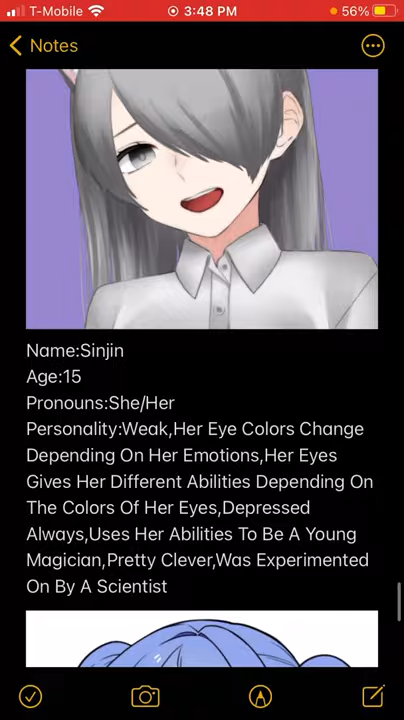 T-Mobile 3:48 PM 56%
Notes
Name:Sinjin
Age:15
Pronouns:She/Her
Personality:Weak,Her Eye Colors Change
Depending On Her Emotions,Her Eyes
Gives Her Different Abilities Depending On
The Colors Of Her Eyes,Depressed
Always,Uses Her Abilities To Be A Young
Magician,Pretty Clever,Was Experimented
On By A Scientist